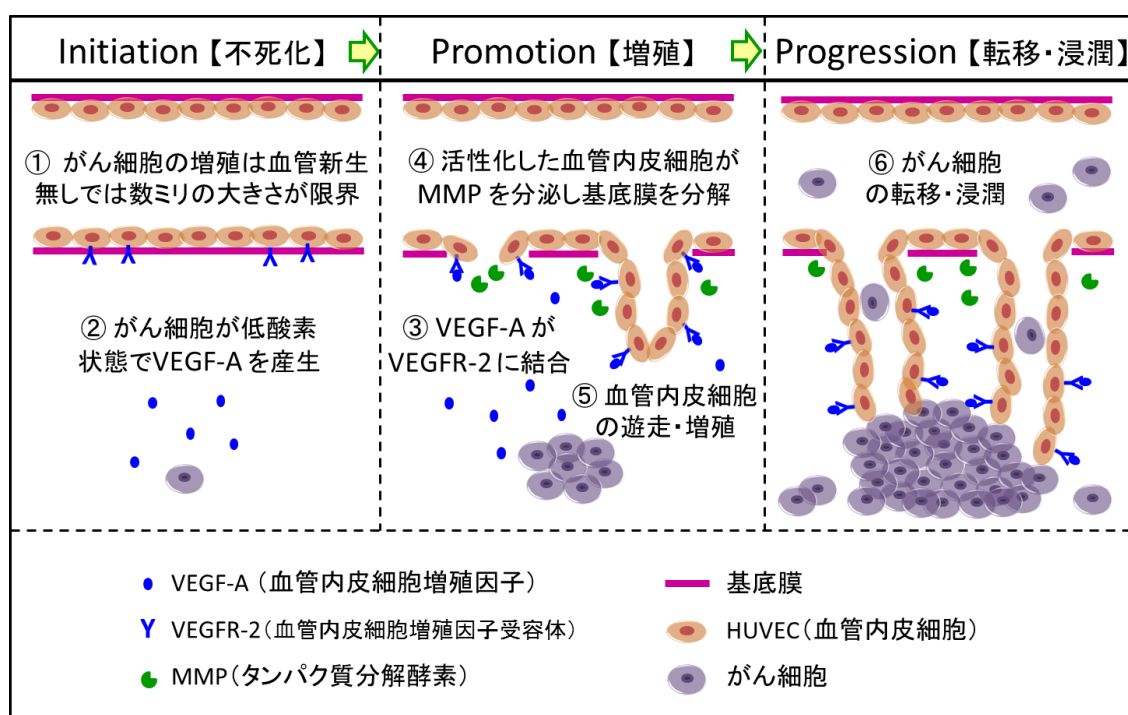 Initiation【不死化】
Promotion【増殖】
Progression【転移・浸潤】
① がん細胞の増殖は血管新生
無しでは数ミリの大きさが限界
② がん細胞が低酸素
状態でVEGF-Aを産生
④ 活性化した血管内皮細胞が
MMPを分泌し基底膜を分解
③ VEGF-Aが
VEGFR-2に結合
⑤ 血管内皮細胞
の遊走・増殖
⑥ がん細胞
の転移・浸潤
VEGF-A（血管内皮細胞増殖因子）
VEGFR-2（血管内皮細胞増殖因子受容体）
MMP（タンパク質分解酵素）
基底膜
HUVEC（血管内皮細胞）
がん細胞